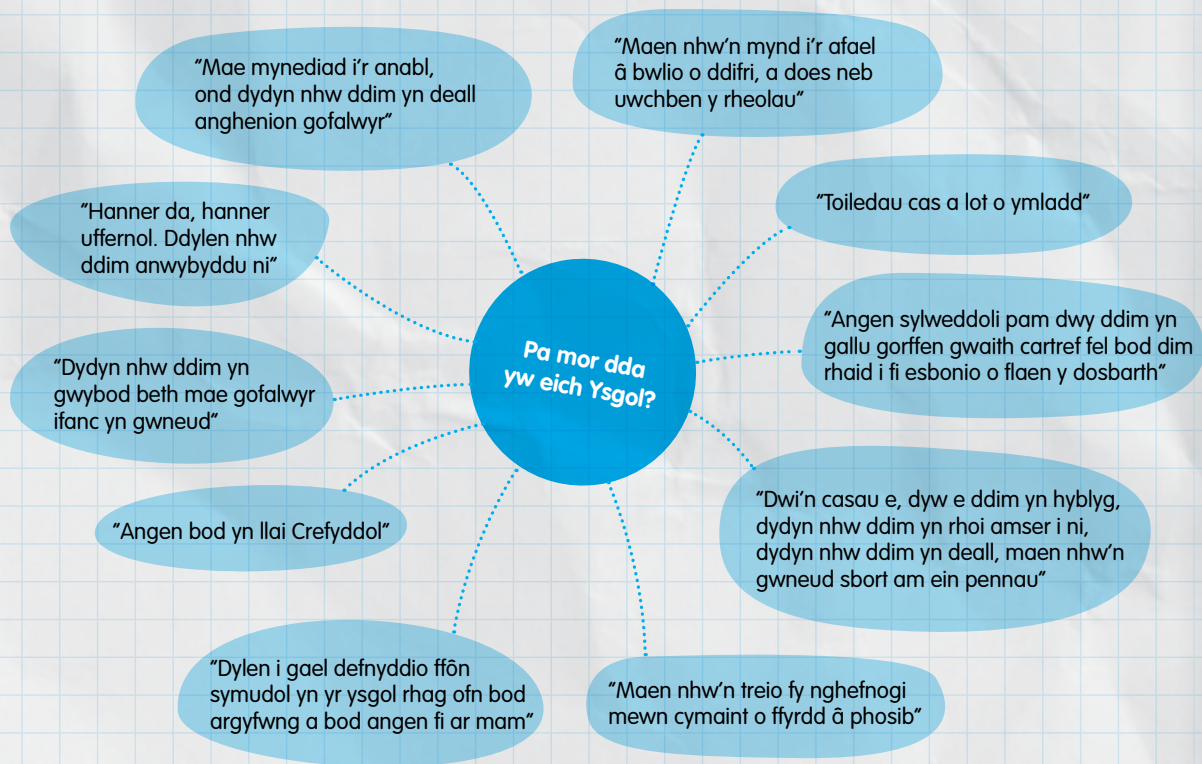 "Mae mynediad i'r anabl,
ond dydyn nhw ddim yn deall
anghenion gofalwyr"
"Maen nhw'n mynd i'r afael
â bwlio o ddifri, a does neb
uwchben y rheolau"
"Hanner da, hanner
uffernol. Ddylen nhw
ddim anwybyddu ni"
"Toiledau cas a lot o ymladd"
Pa mor dda
yw eich Ysgol?
"Angen sylweddoli pam dwy ddim yn
gallu gorffen gwaith cartref fel bod dim
rhaid i fi esbonio o flaen y dosbarth"
"Dydyn nhw ddim yn
gwybod beth mae gofalwyr
ifanc yn gwneud"
"Angen bod yn llai Crefyddol"
"Dwi'n casau e, dyw e ddim yn hyblyg,
dydyn nhw ddim yn rhoi amser i ni,
dydyn nhw ddim yn deall, maen nhw'n
gwneud sbort am ein pennau"
"Dylen i gael defnyddio ffôn
symudol yn yr ysgol rhag ofn bod
argyfwng a bod angen fi ar mam"
"Maen nhw'n treio fy nghefnogi
mewn cymaint o ffyrdd â phosib"